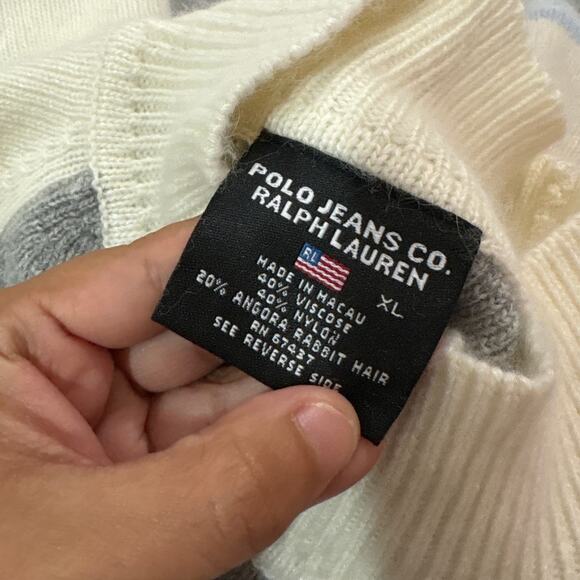 POLO JEANS CO.
RALPH LAUREN
RL
XL
MADE IN MACAU
40% VISCOSE
40% NYLON
20% ANGORA RABBIT HAIR
RN 67437
SEE REVERSE SIDE